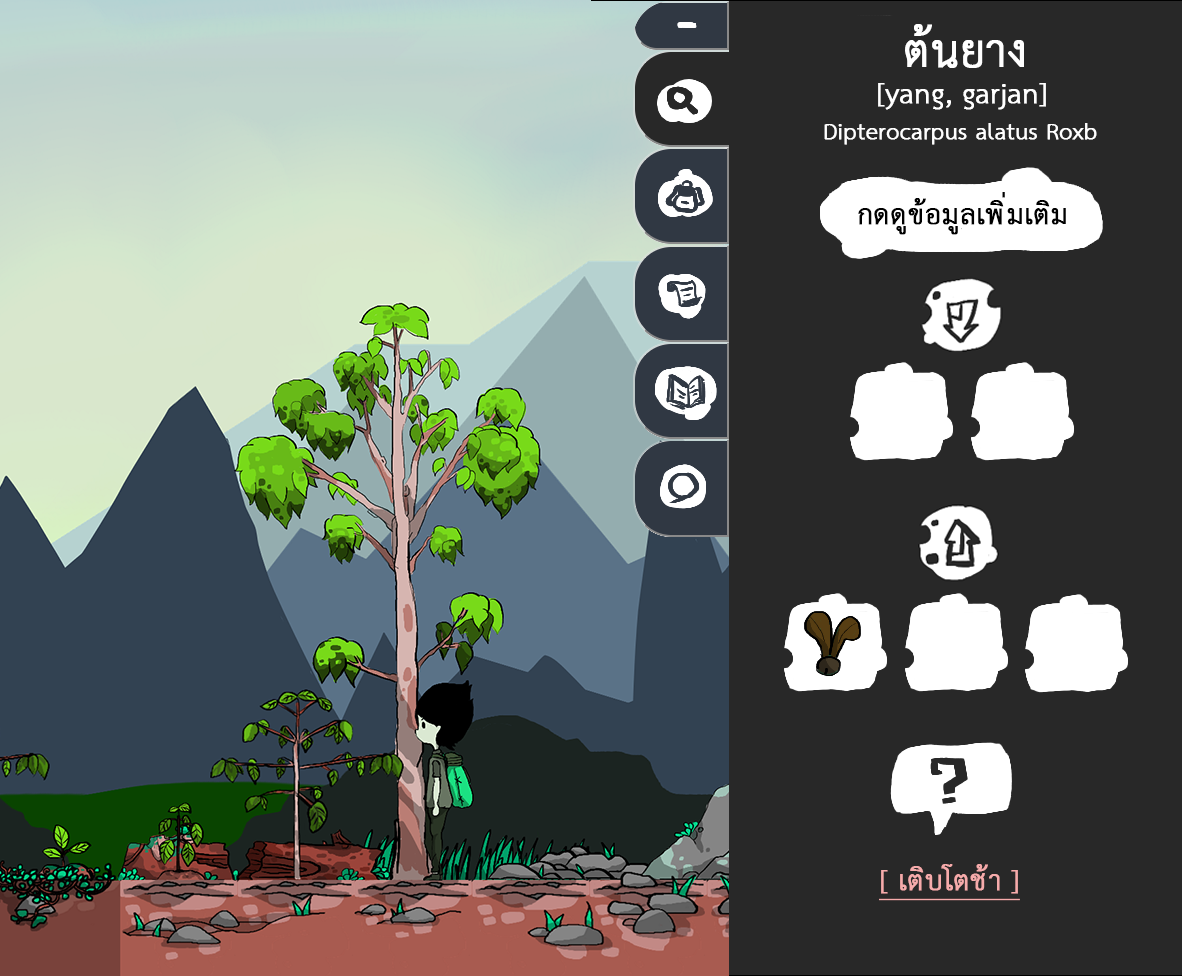 ต้นยาง
[yang, garjan]
Dipterocarpus alatus Roxb
กดดูข้อมูลเพิ่มเติม
?
[ เติบโตช้า ]